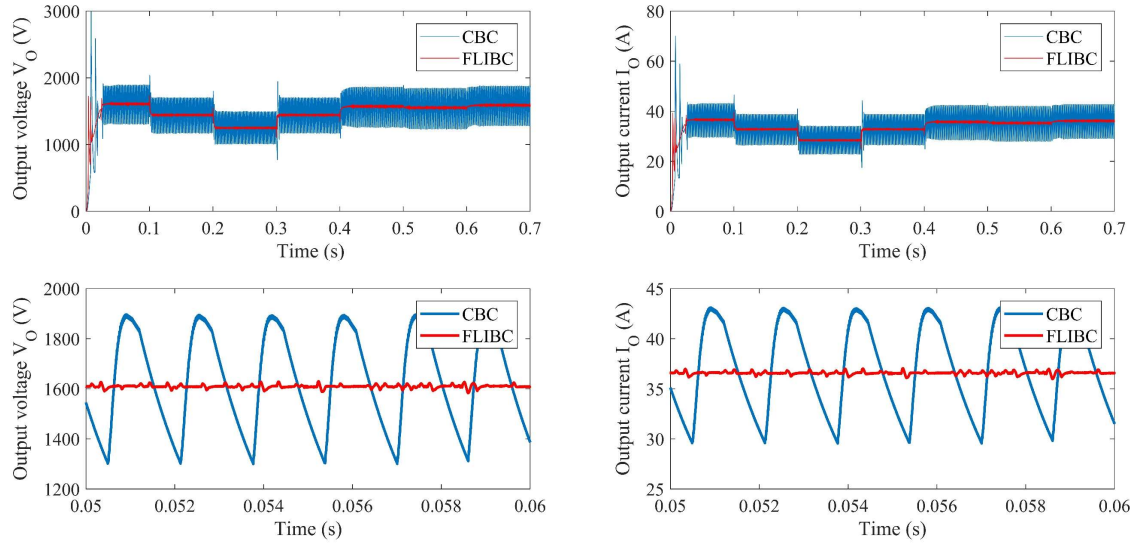 Output voltage V_O (V)
3000
2000
1000
0
CBC
FLIBC
0 0.1 0.2 0.3 0.4 0.5 0.6 0.7
Time (s)
Output current I_O (A)
80
60
40
20
0
CBC
FLIBC
0 0.1 0.2 0.3 0.4 0.5 0.6 0.7
Time (s)
Output voltage V_O (V)
2000
1800
1600
1400
1200
CBC
FLIBC
0.05 0.052 0.054 0.056 0.058 0.06
Time (s)
Output current I_O (A)
45
40
35
30
25
CBC
FLIBC
0.05 0.052 0.054 0.056 0.058 0.06
Time (s)